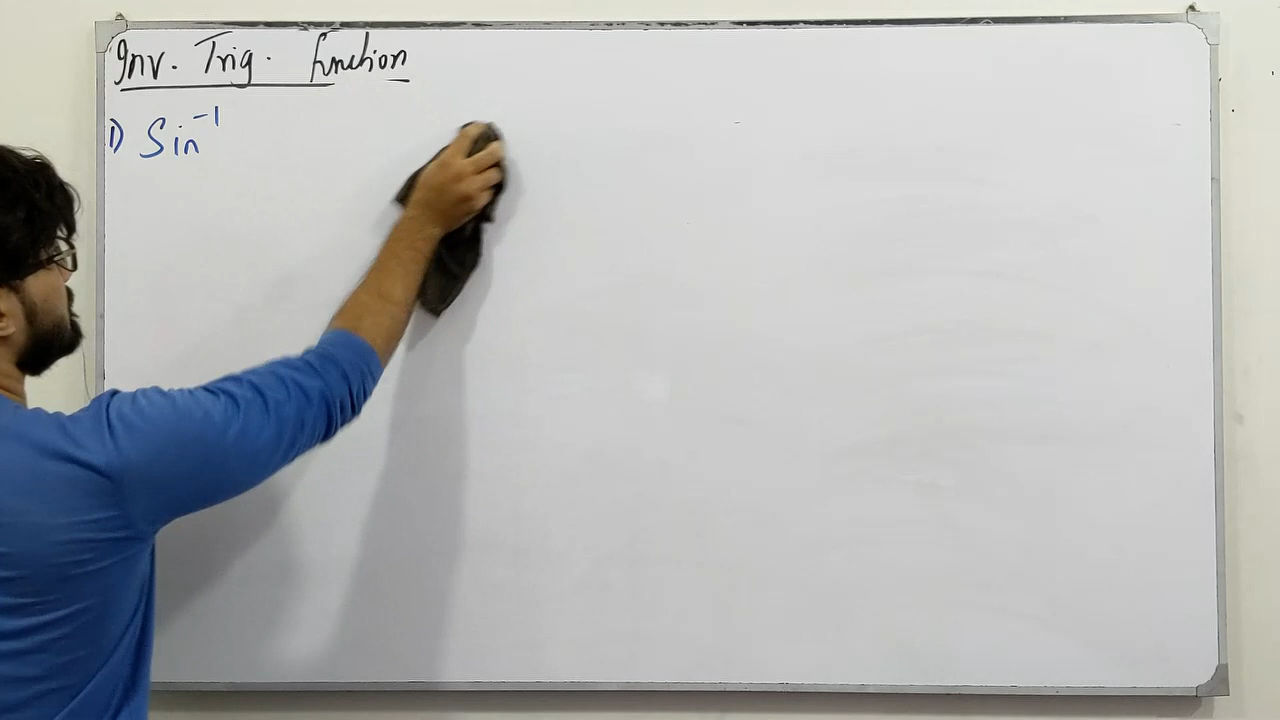 Inv. Trig. function
1) Sin⁻¹